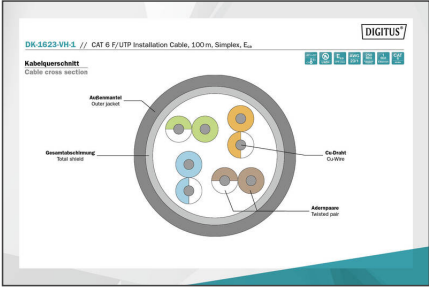 DIGITUS®
DK-1623-VH-1 // CAT 6 F/UTP Installation Cable, 100 m, Simplex, Eca
Kabelquerschnitt
Cable cross section
Außenmantel
Outer jacket
Gesamtabschirmung
Total shield
Cu-Draht
Cu-Wire
Adernpaare
Twisted pair